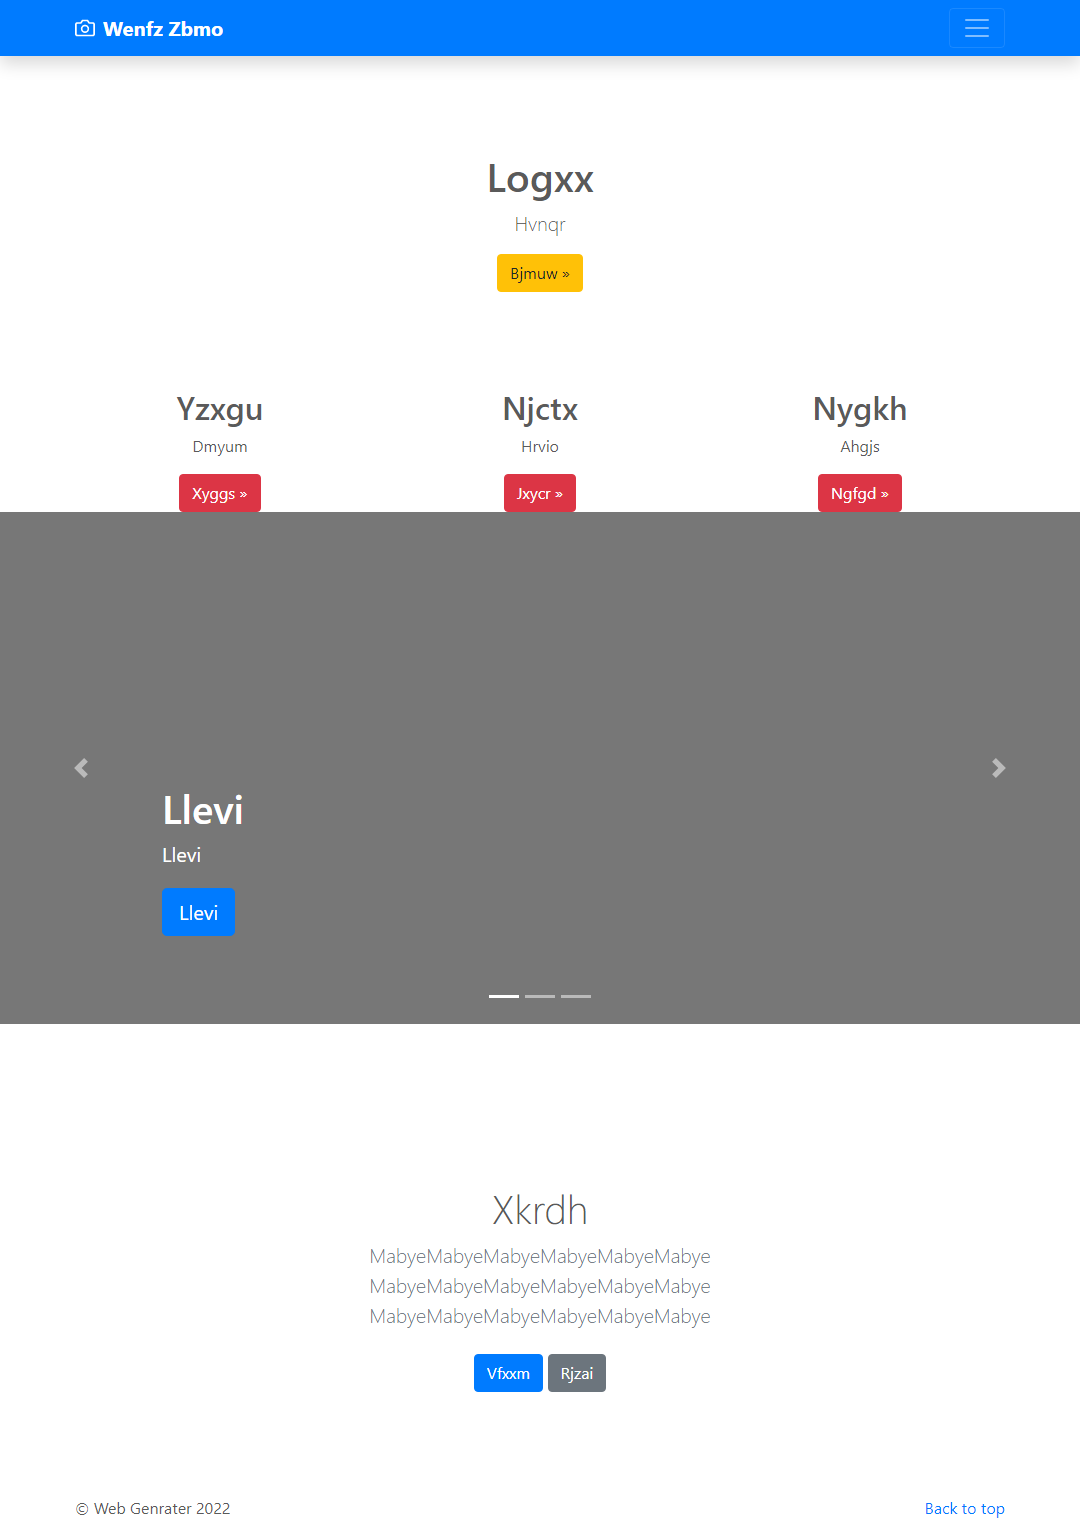 Wenfz Zbmo
Logxx
Hvnqr
Bjmuw »
Yzxgu
Dmyum
Xyggs »
Njctx
Hrvio
Jxycr »
Nygkh
Ahgjs
Ngfgd »
Llevi
Llevi
Llevi
Xkrdh
MabyeMabyeMabyeMabyeMabyeMabye
MabyeMabyeMabyeMabyeMabyeMabye
MabyeMabyeMabyeMabyeMabyeMabye
Vfxxm Rjzai
© Web Genrater 2022
Back to top